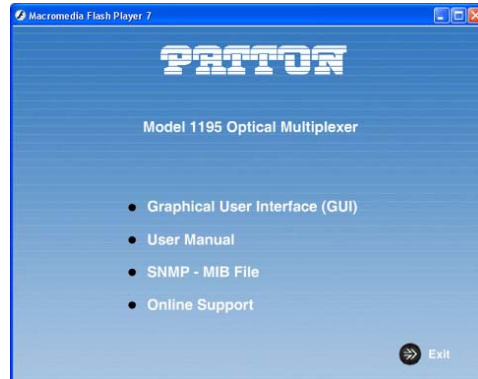 Macromedia Flash Player 7
PATTON
Model 1195 Optical Multiplexer
Graphical User Interface (GUI)
User Manual
SNMP - MIB File
Online Support
Exit